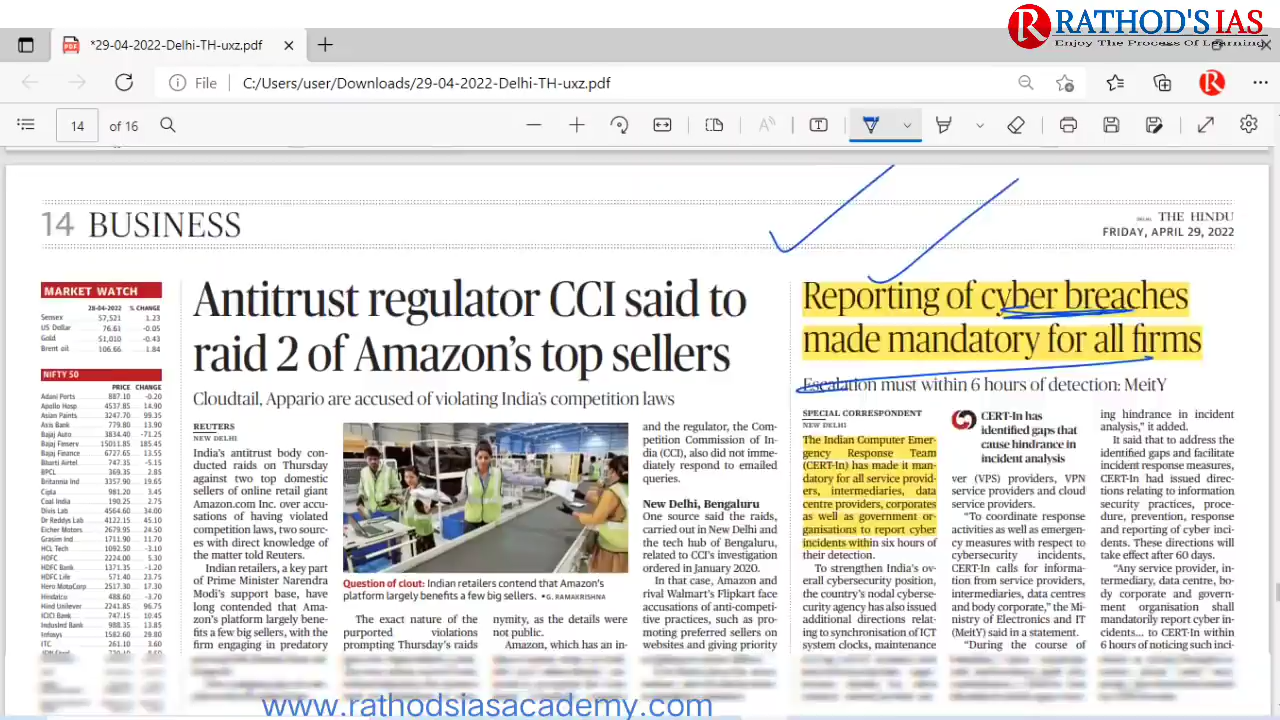 RATHOD'S IAS
Enjoy The Process Of Learning
*29-04-2022-Delhi-TH-uxz.pdf
File C:/Users/user/Downloads/29-04-2022-Delhi-TH-uxz.pdf
14 of 16
14 BUSINESS
DELHI THE HINDU
FRIDAY, APRIL 29, 2022
MARKET WATCH
28-04-2022 % CHANGE
Sensex 57,521 1.23
US Dollar 76.61 -0.05
Gold 51,010 -0.43
Brent oil 106.66 1.84
NIFTY 50
PRICE CHANGE
Adani Ports 887.10 -0.20
Apollo Hosp 4537.85 14.90
Asian Paints 3247.70 99.35
Axis Bank 779.80 13.90
Bajaj Auto 3834.40 -71.25
Bajaj Finserv 15011.85 185.45
Bajaj Finance 6727.65 13.55
Bharti Airtel 747.35 -5.15
BPCL 369.35 2.85
Britannia Ind 3357.90 19.65
Cipla 981.20 3.45
Coal India 190.25 2.75
Divis Lab 4564.60 34.00
Dr Reddys Lab 4122.45 45.10
Eicher Motors 2679.95 24.50
Grasim Ind 1711.90 11.70
HCL Tech 1092.50 -3.10
HDFC 2224.00 5.30
HDFC Bank 1371.35 -1.20
HDFC Life 571.40 23.75
Hero MotoCorp 2517.30 17.30
Hindalco 488.60 -3.70
Hind Unilever 2241.85 96.75
ICICI Bank 747.15 10.45
IndusInd Bank 988.35 13.85
Infosys 1582.60 29.80
ITC 261.10 3.60
Antitrust regulator CCI said to
raid 2 of Amazon's top sellers
Cloudtail, Appario are accused of violating India's competition laws
REUTERS
NEW DELHI
India's antitrust body con-
ducted raids on Thursday
against two top domestic
sellers of online retail giant
Amazon.com Inc. over accu-
sations of having violated
competition laws, two sourc-
es with direct knowledge of
the matter told Reuters.
Indian retailers, a key part
of Prime Minister Narendra
Modi's support base, have
long contended that Ama-
zon's platform largely bene-
fits a few big sellers, with the
firm engaging in predatory
Question of clout: Indian retailers contend that Amazon's
platform largely benefits a few big sellers. •G. RAMAKRISHNA
The exact nature of the
purported violations
prompting Thursday's raids
nymity, as the details were
not public.
Amazon, which has an in-
and the regulator, the Com-
petition Commission of In-
dia (CCI), also did not imme-
diately respond to emailed
queries.
New Delhi, Bengaluru
One source said the raids,
carried out in New Delhi and
the tech hub of Bengaluru,
related to CCI's investigation
ordered in January 2020.
In that case, Amazon and
rival Walmart's Flipkart face
accusations of anti-compet-
itive practices, such as pro-
moting preferred sellers on
websites and giving priority
Reporting of cyber breaches
made mandatory for all firms
Escalation must within 6 hours of detection: MeitY
SPECIAL CORRESPONDENT
NEW DELHI
The Indian Computer Emer-
gency Response Team
(CERT-In) has made it man-
datory for all service provid-
ers, intermediaries, data
centre providers, corporates
as well as government or-
ganisations to report cyber
incidents within six hours of
their detection.
To strengthen India's ov-
erall cybersecurity position,
the country's nodal cyberse-
curity agency has also issued
additional directions relat-
ing to synchronisation of ICT
system clocks, maintenance
CERT-In has
identified gaps that
cause hindrance in
incident analysis
ver (VPS) providers, VPN
service providers and cloud
service providers.
"To coordinate response
activities as well as emergen-
cy measures with respect to
cybersecurity incidents,
CERT-In calls for informa-
tion from service providers,
intermediaries, data centres
and body corporate," the Mi-
nistry of Electronics and IT
(MeitY) said in a statement.
"During the course of
ing hindrance in incident
analysis," it added.
It said that to address the
identified gaps and facilitate
incident response measures,
CERT-In had issued direc-
tions relating to information
security practices, proce-
dure, prevention, response
and reporting of cyber inci-
dents. These directions will
take effect after 60 days.
"Any service provider, in-
termediary, data centre, bo-
dy corporate and govern-
ment organisation shall
mandatorily report cyber in-
cidents... to CERT-In within
6 hours of noticing such inci-
www.rathodsiasacademy.com